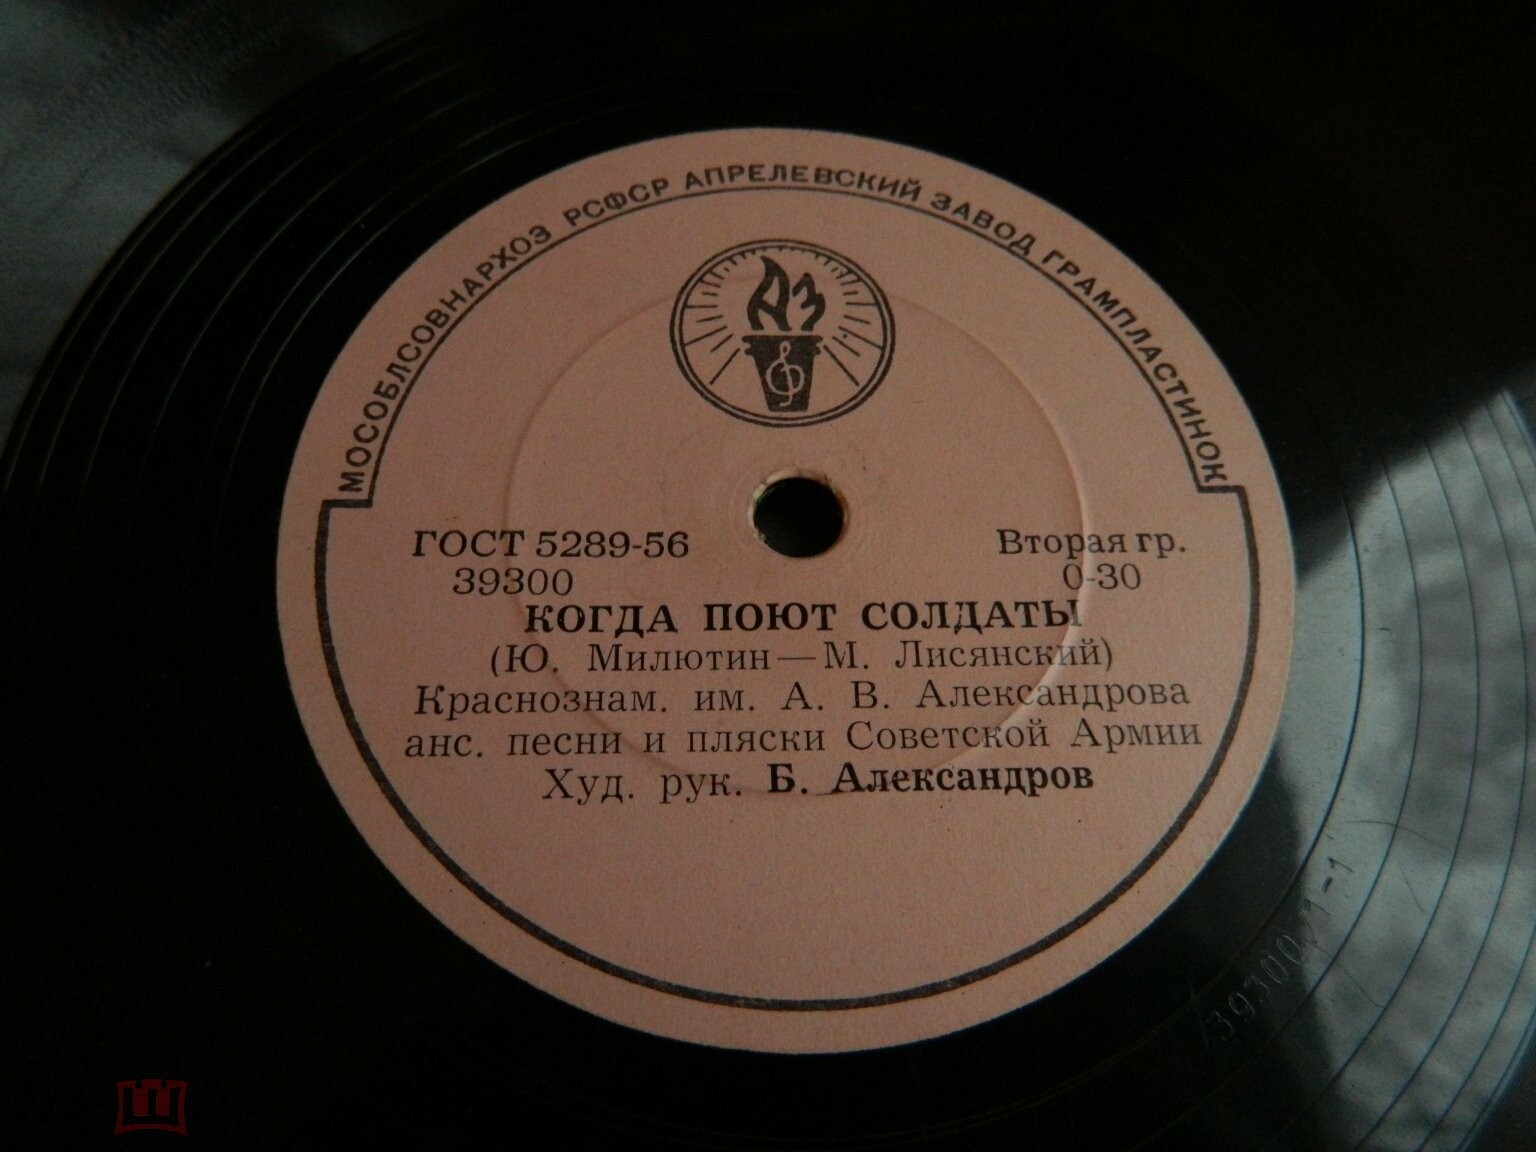 МОСОБЛСОВНАРХОЗ РСФСР АПРЕЛЕВСКИЙ ЗАВОД ГРАМПЛАСТИНОК
АЗ
ГОСТ 5289-56
Вторая гр.
39300
0-30
КОГДА ПОЮТ СОЛДАТЫ
(Ю. Милютин — М. Лисянский)
Краснознам. им. А. В. Александрова
анс. песни и пляски Советской Армии
Худ. рук. Б. Александров